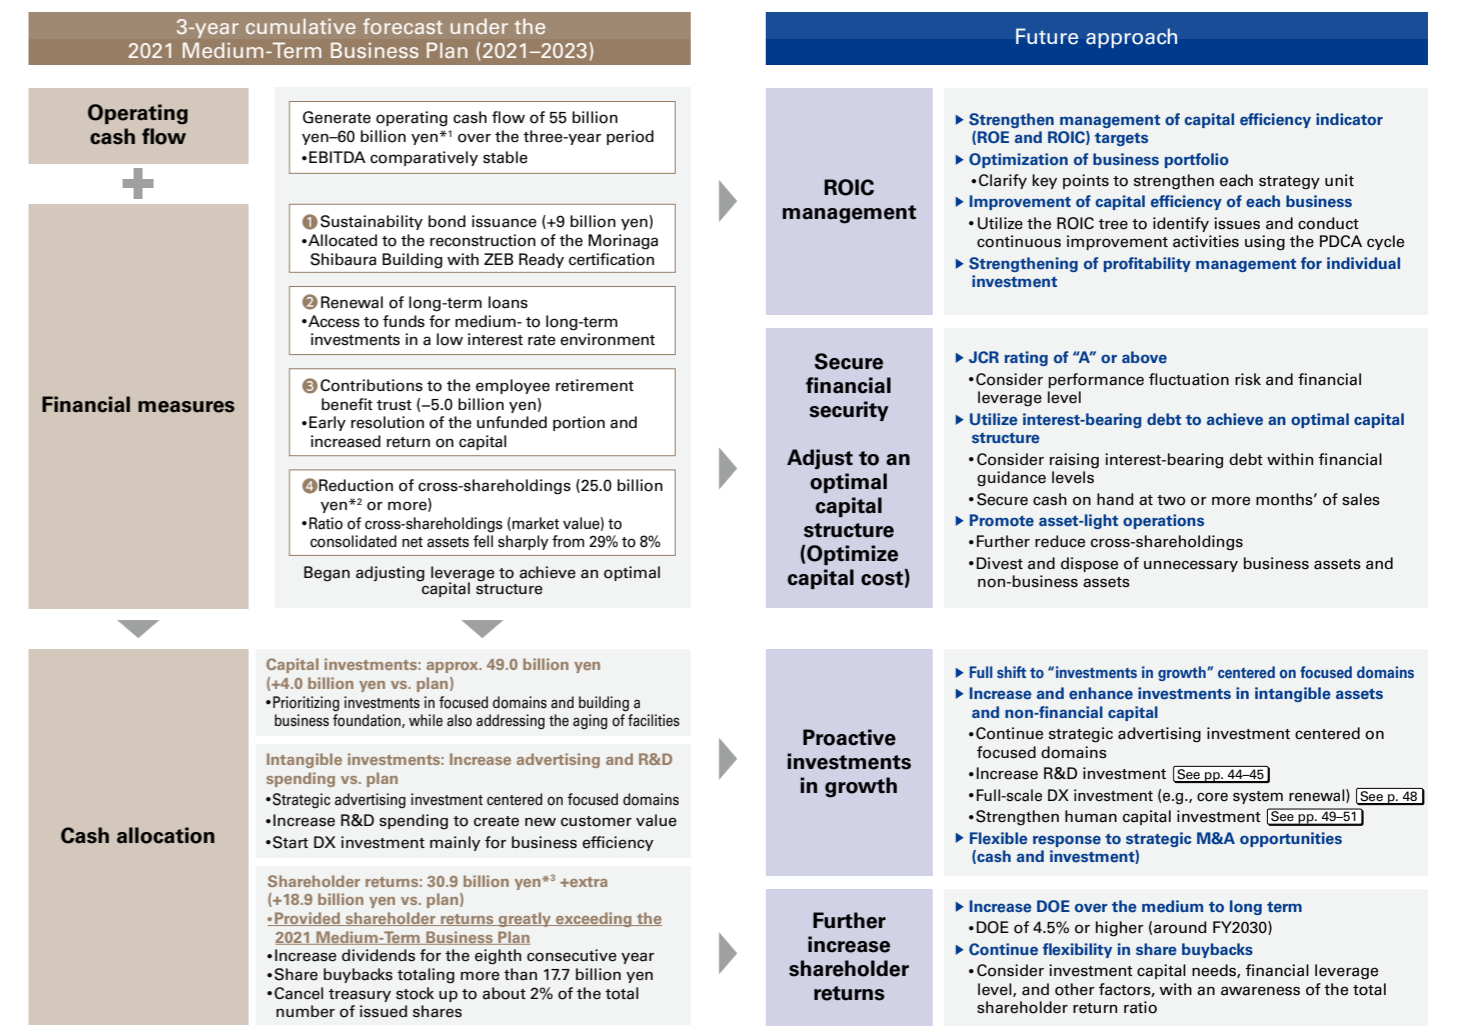 3-year cumulative forecast under the
2021 Medium-Term Business Plan (2021–2023)
Operating
cash flow
Generate operating cash flow of 55 billion
yen–60 billion yen*1 over the three-year period
•EBITDA comparatively stable
Financial measures
❶Sustainability bond issuance (+9 billion yen)
•Allocated to the reconstruction of the Morinaga
Shibaura Building with ZEB Ready certification
❷Renewal of long-term loans
•Access to funds for medium- to long-term
investments in a low interest rate environment
❸Contributions to the employee retirement
benefit trust (−5.0 billion yen)
•Early resolution of the unfunded portion and
increased return on capital
❹Reduction of cross-shareholdings (25.0 billion
yen*2 or more)
•Ratio of cross-shareholdings (market value) to
consolidated net assets fell sharply from 29% to 8%
Began adjusting leverage to achieve an optimal
capital structure
Cash allocation
Capital investments: approx. 49.0 billion yen
(+4.0 billion yen vs. plan)
•Prioritizing investments in focused domains and building a
business foundation, while also addressing the aging of facilities
Intangible investments: Increase advertising and R&D
spending vs. plan
•Strategic advertising investment centered on focused domains
•Increase R&D spending to create new customer value
•Start DX investment mainly for business efficiency
Shareholder returns: 30.9 billion yen*3 +extra
(+18.9 billion yen vs. plan)
•Provided shareholder returns greatly exceeding the
2021 Medium-Term Business Plan
•Increase dividends for the eighth consecutive year
•Share buybacks totaling more than 17.7 billion yen
•Cancel treasury stock up to about 2% of the total
number of issued shares
Future approach
ROIC
management
▶ Strengthen management of capital efficiency indicator
(ROE and ROIC) targets
▶ Optimization of business portfolio
•Clarify key points to strengthen each strategy unit
▶ Improvement of capital efficiency of each business
•Utilize the ROIC tree to identify issues and conduct
continuous improvement activities using the PDCA cycle
▶ Strengthening of profitability management for individual
investment
Secure
financial
security
Adjust to an
optimal
capital
structure
(Optimize
capital cost)
▶ JCR rating of “A” or above
•Consider performance fluctuation risk and financial
leverage level
▶ Utilize interest-bearing debt to achieve an optimal capital
structure
•Consider raising interest-bearing debt within financial
guidance levels
•Secure cash on hand at two or more months’ of sales
▶ Promote asset-light operations
•Further reduce cross-shareholdings
•Divest and dispose of unnecessary business assets and
non-business assets
Proactive
investments
in growth
▶ Full shift to “investments in growth” centered on focused domains
▶ Increase and enhance investments in intangible assets
and non-financial capital
•Continue strategic advertising investment centered on
focused domains
•Increase R&D investment See pp. 44–45
•Full-scale DX investment (e.g., core system renewal) See p. 48
•Strengthen human capital investment See pp. 49–51
▶ Flexible response to strategic M&A opportunities
(cash and investment)
Further
increase
shareholder
returns
▶ Increase DOE over the medium to long term
•DOE of 4.5% or higher (around FY2030)
▶ Continue flexibility in share buybacks
•Consider investment capital needs, financial leverage
level, and other factors, with an awareness of the total
shareholder return ratio